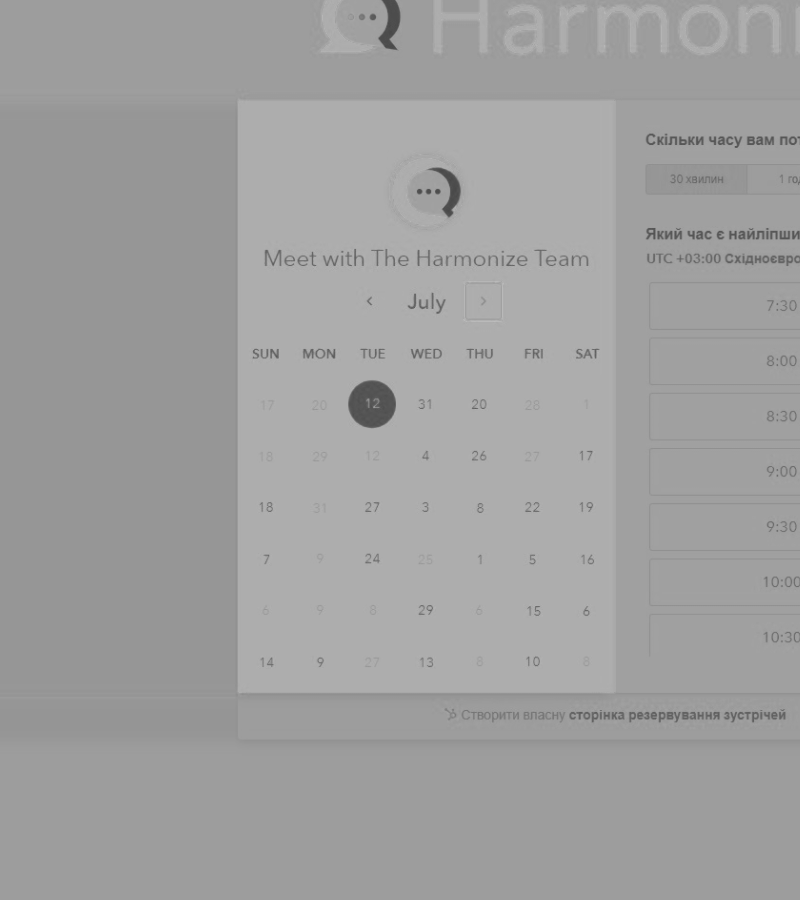 Harmoni
Meet with The Harmonize Team
July
SUN MON TUE WED THU FRI SAT
17 20 12 31 20 28 1
18 29 12 4 26 27 17
18 31 27 3 8 22 19
7 9 24 25 1 5 16
6 9 8 29 6 15 6
14 9 27 13 8 10 8
Скільки часу вам пот
30 хвилин 1 го
Який час є найліпши
UTC +03:00 Східноєвро
7:30
8:00
8:30
9:00
9:30
10:00
10:30
Створити власну сторінка резервування зустрічей